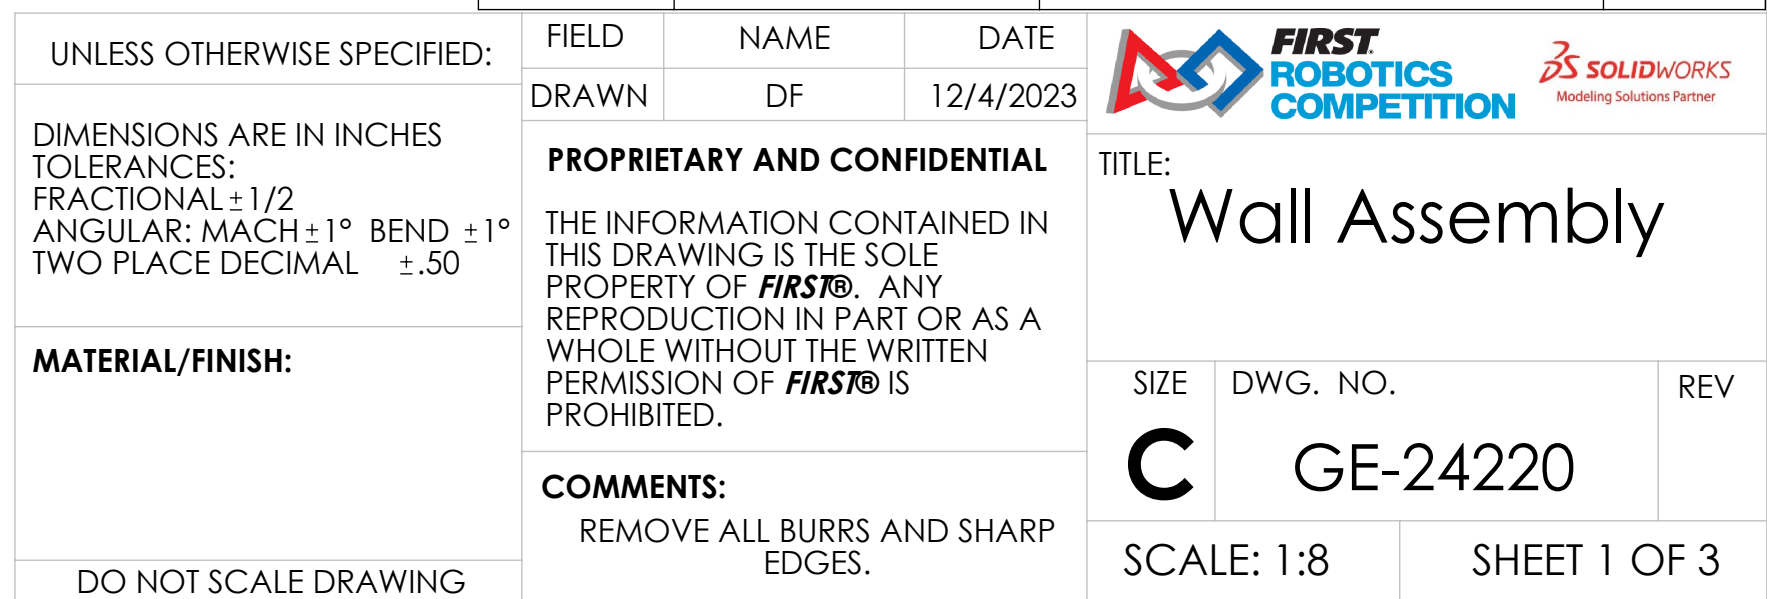 UNLESS OTHERWISE SPECIFIED:
DIMENSIONS ARE IN INCHES
TOLERANCES:
FRACTIONAL ±1/2
ANGULAR: MACH ±1° BEND ±1°
TWO PLACE DECIMAL ±.50
MATERIAL/FINISH:
DO NOT SCALE DRAWING
FIELD NAME DATE
DRAWN DF 12/4/2023
PROPRIETARY AND CONFIDENTIAL
THE INFORMATION CONTAINED IN
THIS DRAWING IS THE SOLE
PROPERTY OF FIRST®. ANY
REPRODUCTION IN PART OR AS A
WHOLE WITHOUT THE WRITTEN
PERMISSION OF FIRST® IS
PROHIBITED.
COMMENTS:
REMOVE ALL BURRS AND SHARP
EDGES.
FIRST®
ROBOTICS
COMPETITION
SOLIDWORKS
Modeling Solutions Partner
TITLE:
Wall Assembly
SIZE DWG. NO. REV
C GE-24220
SCALE: 1:8 SHEET 1 OF 3